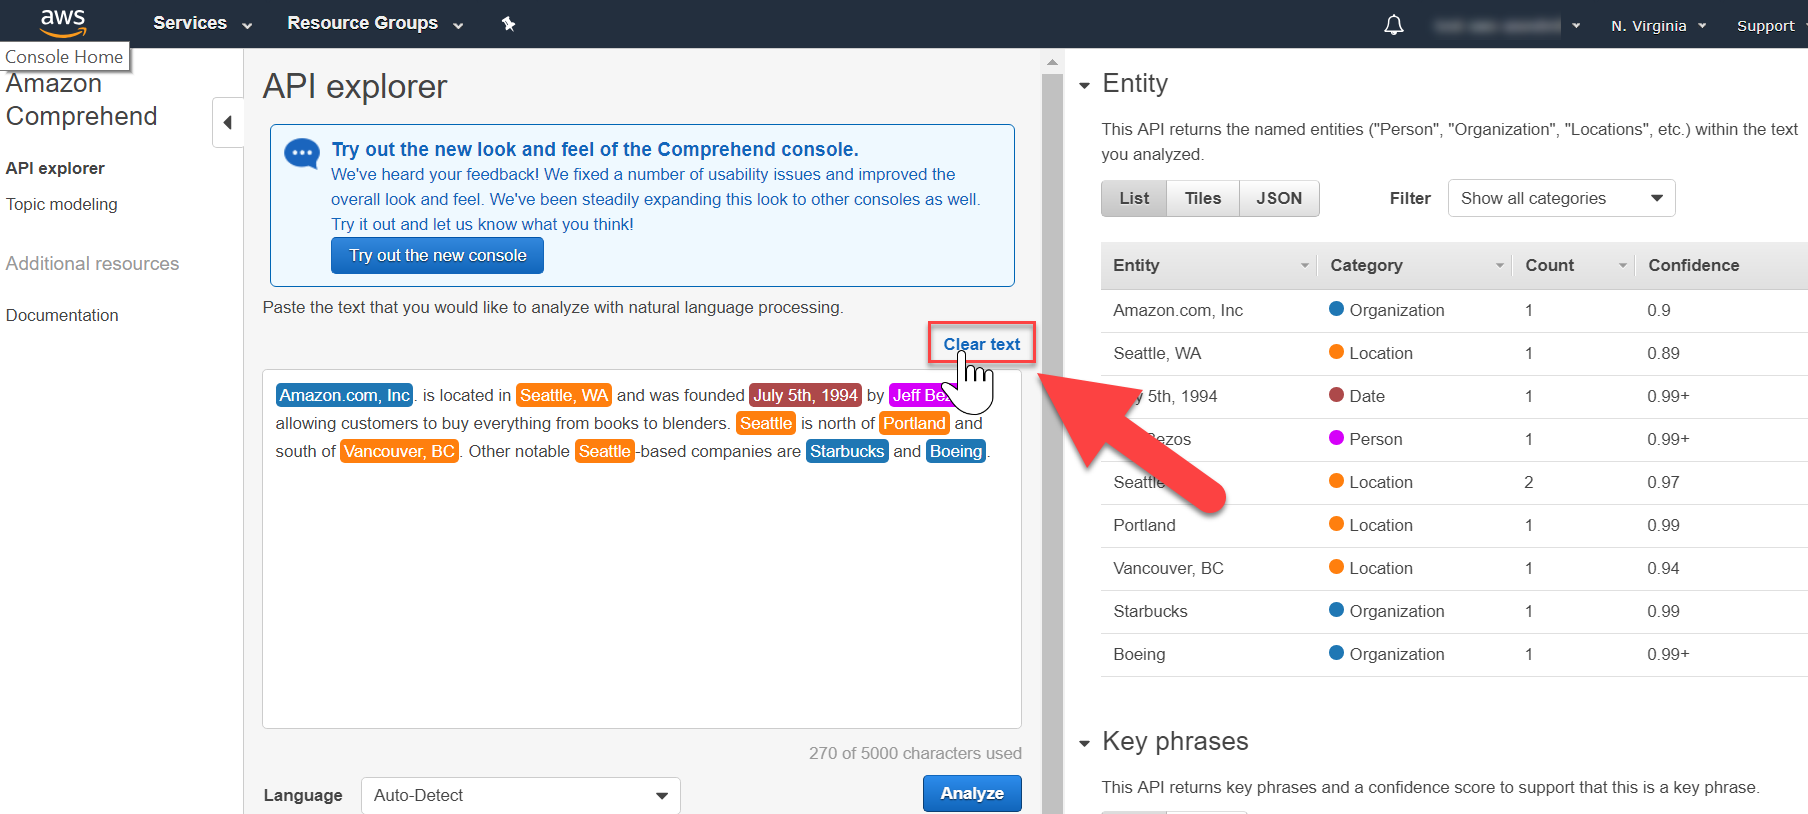 aws
Services
Resource Groups
N. Virginia
Support
Console Home
Amazon
Comprehend
API explorer
Topic modeling
Additional resources
Documentation
API explorer
Try out the new look and feel of the Comprehend console.
We've heard your feedback! We fixed a number of usability issues and improved the
overall look and feel. We've been steadily expanding this look to other consoles as well.
Try it out and let us know what you think!
Try out the new console
Paste the text that you would like to analyze with natural language processing.
Clear text
Amazon.com, Inc. is located in Seattle, WA and was founded July 5th, 1994 by Jeff Bez
allowing customers to buy everything from books to blenders. Seattle is north of Portland and
south of Vancouver, BC. Other notable Seattle-based companies are Starbucks and Boeing.
270 of 5000 characters used
Language Auto-Detect
Analyze
Entity
This API returns the named entities ("Person", "Organization", "Locations", etc.) within the text
you analyzed.
List Tiles JSON Filter Show all categories
Entity Category Count Confidence
Amazon.com, Inc Organization 1 0.9
Seattle, WA Location 1 0.89
y 5th, 1994 Date 1 0.99+
Bezos Person 1 0.99+
Seattle Location 2 0.97
Portland Location 1 0.99
Vancouver, BC Location 1 0.94
Starbucks Organization 1 0.99
Boeing Organization 1 0.99+
Key phrases
This API returns key phrases and a confidence score to support that this is a key phrase.